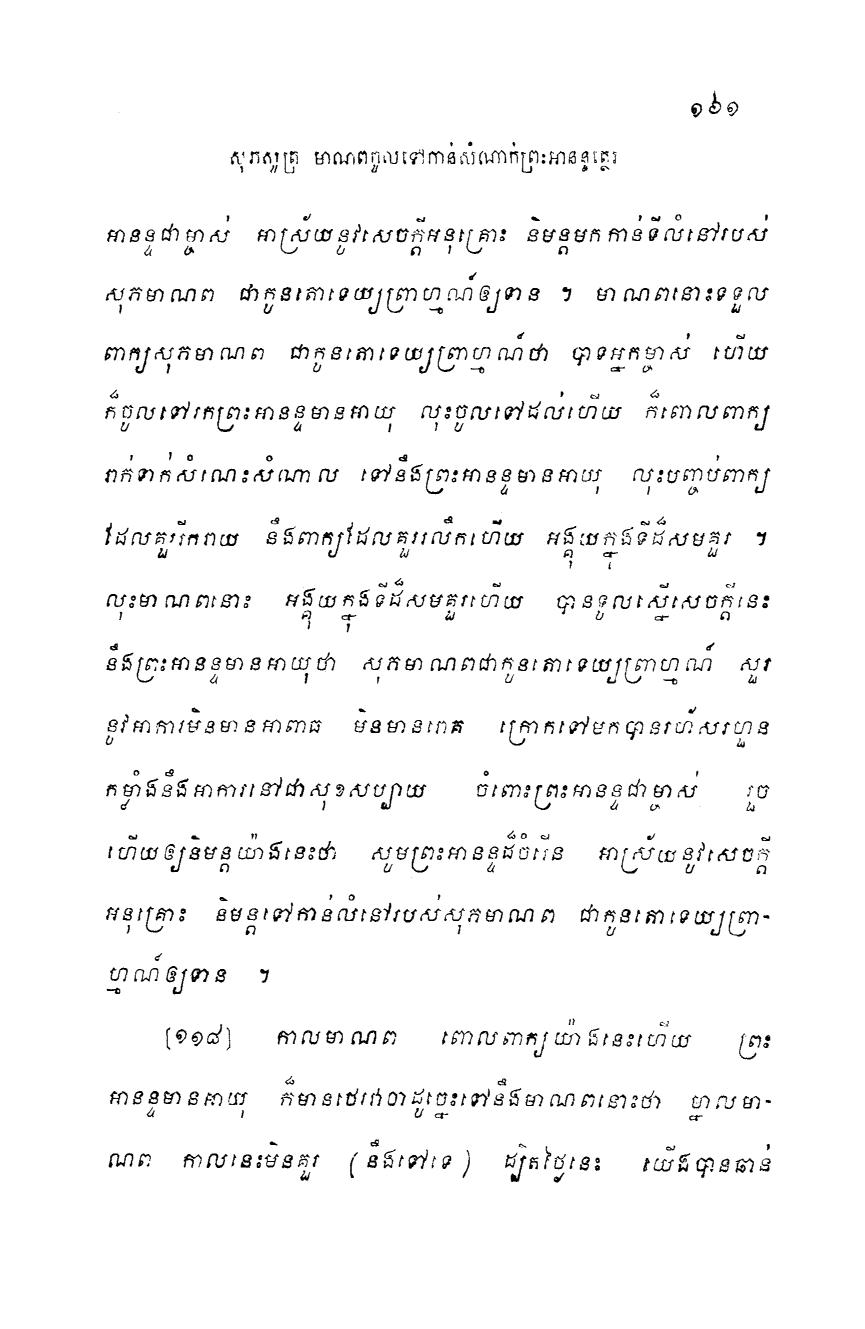 ១៦១
សុភសូត្រ មាណពចូលទៅកាន់សំណាក់ព្រះអានន្ទត្ថេរ
អានន្ទជាម្ចាស់ អាស្រ័យនូវសេចក្តីអនុគ្រោះ និមន្តមកកាន់ទីលំនៅរបស់
សុភមាណព ជាកូនតោទេយ្យព្រាហ្មណ៍ឲ្យទាន ។ មាណពនោះទទួល
ពាក្យសុភមាណព ជាកូនតោទេយ្យព្រាហ្មណ៍ថា បាទអ្នកម្ចាស់ ហើយ
ក៏ចូលទៅរកព្រះអានន្ទមានអាយុ លុះចូលទៅដល់ហើយ ក៏ពោលពាក្យ
រាក់ទាក់សំណេះសំណាល ទៅនឹងព្រះអានន្ទមានអាយុ លុះបញ្ចប់ពាក្យ
ដែលគួររីករាយ នឹងពាក្យដែលគួររលឹកហើយ អង្គុយក្នុងទីដ៏សមគួរ ។
លុះមាណពនោះ អង្គុយក្នុងទីដ៏សមគួរហើយ បានទូលស្នើសេចក្តីនេះ
នឹងព្រះអានន្ទមានអាយុថា សុភមាណពជាកូនតោទេយ្យព្រាហ្មណ៍ សួរ
នូវអាការមិនមានអាពាធ មិនមានរោគ ក្រោកទៅមកបានរហ័សរហួន
កម្លាំងនឹងអាការនៅជាសុខសប្បាយ ចំពោះព្រះអានន្ទជាម្ចាស់ រួច
ហើយឲ្យនិមន្តយ៉ាងនេះថា សូមព្រះអានន្ទដ៏ចំរើន អាស្រ័យនូវសេចក្តី
អនុគ្រោះ និមន្តទៅកាន់លំនៅរបស់សុភមាណព ជាកូនតោទេយ្យព្រា-
ហ្មណ៍ឲ្យទាន ។
[១១៨] កាលមាណព ពោលពាក្យយ៉ាងនេះហើយ ព្រះ
អានន្ទមានអាយុ ក៏មានថេរវាចាដូច្នេះទៅនឹងមាណពនោះថា ម្នាលមា-
ណព កាលនេះមិនគួរ (នឹងទៅទេ) ដ្បិតថ្ងៃនេះ យើងបានឆាន់